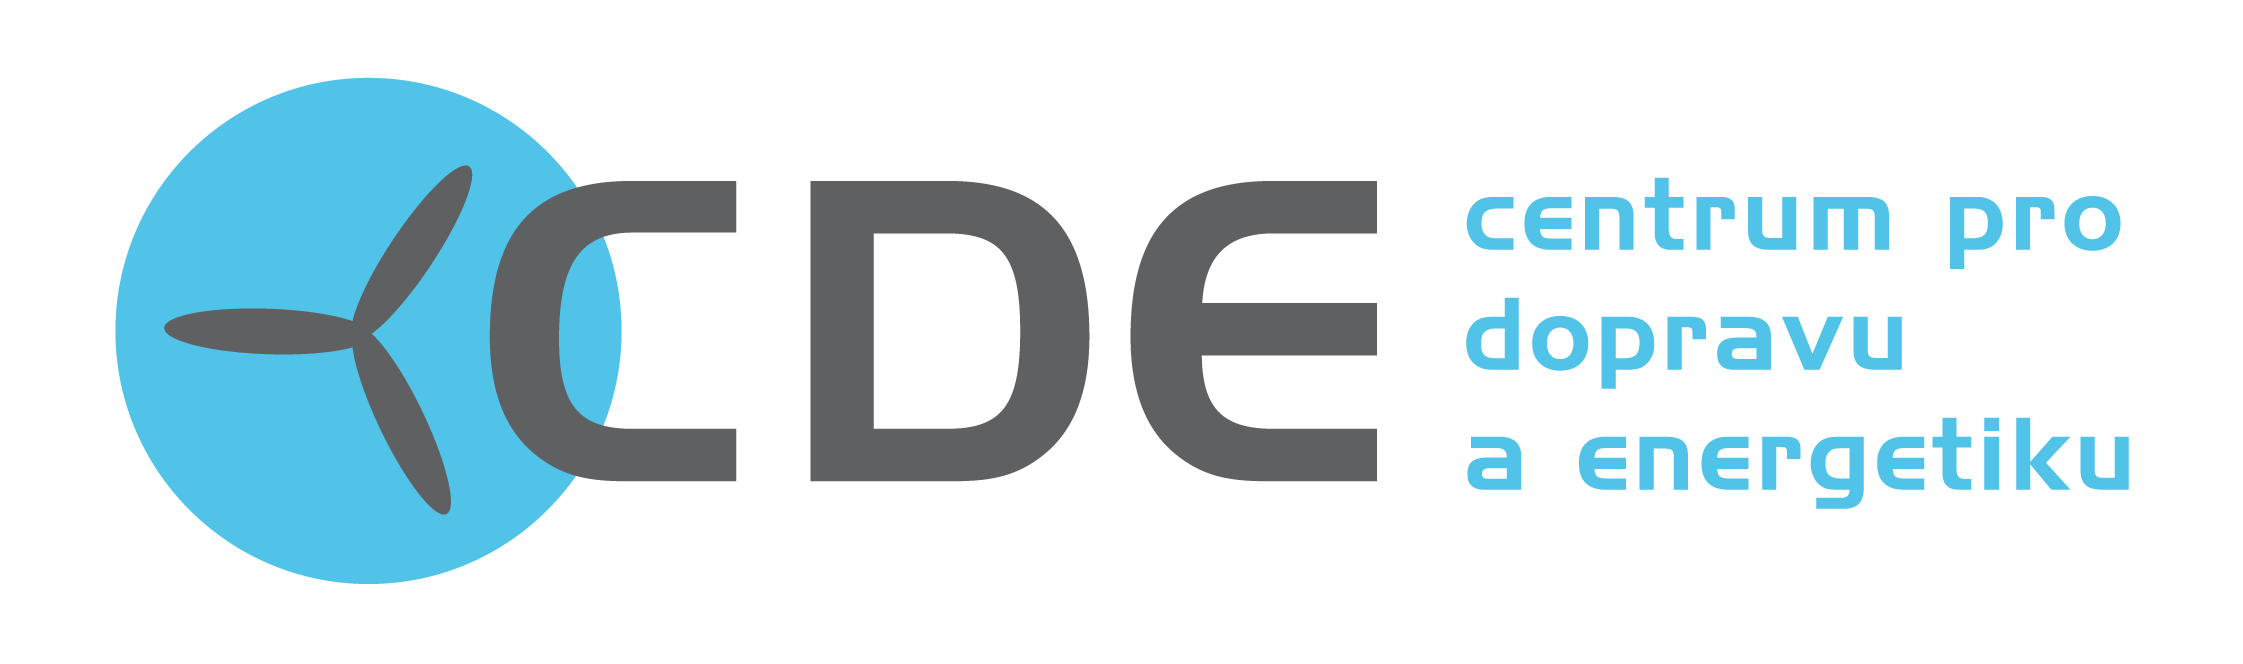 CDE
centrum pro
dopravu
a energetiku